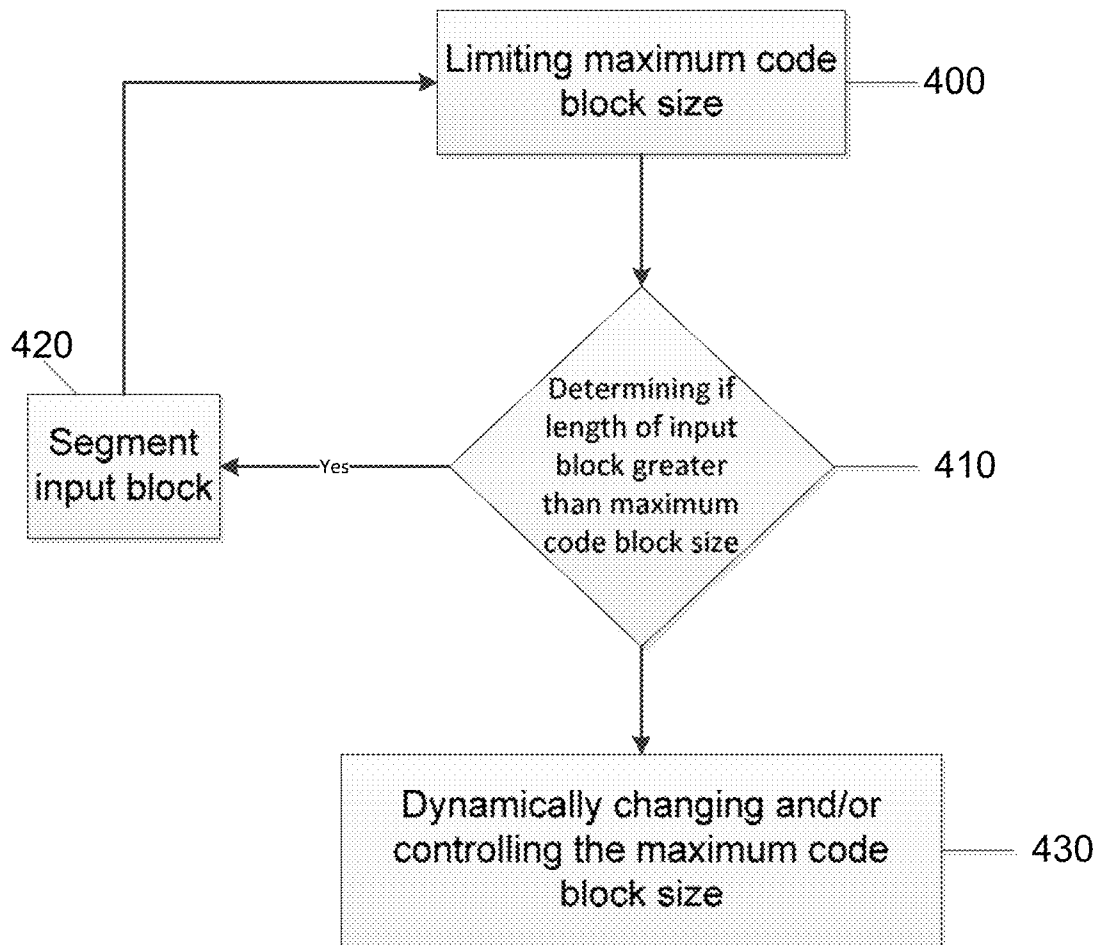 Limiting maximum code
block size
400
420
Segment
input block
Yes
Determining if
length of input
block greater
than maximum
code block size
410
Dynamically changing and/or
controlling the maximum code
block size
430